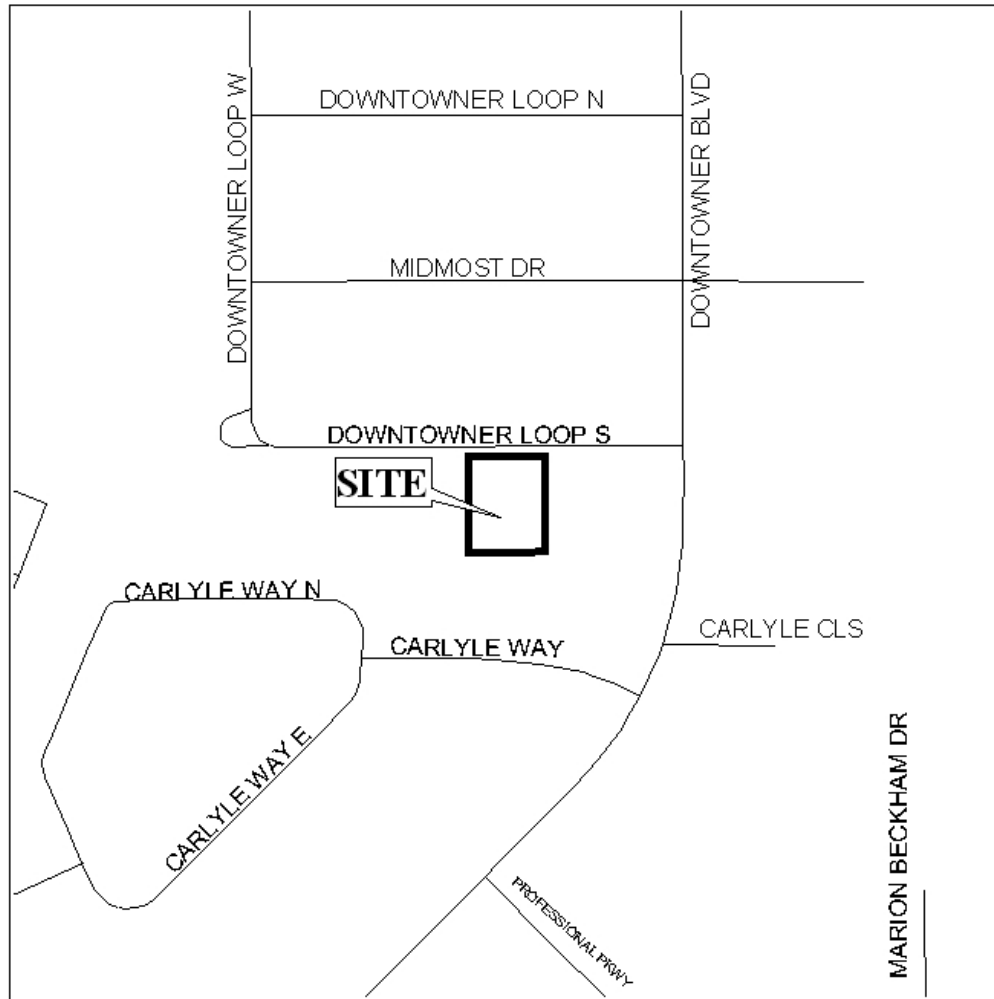 DOWNTOWNER LOOP W
DOWNTOWNER LOOP N
DOWNTOWNER BLVD
MIDMOST DR
DOWNTOWNER LOOP S
SITE
CARLYLE WAY N
CARLYLE WAY
CARLYLE CLS
CARLYLE WAY E
MARION BECKHAM DR
PROFESSIONAL PKWY